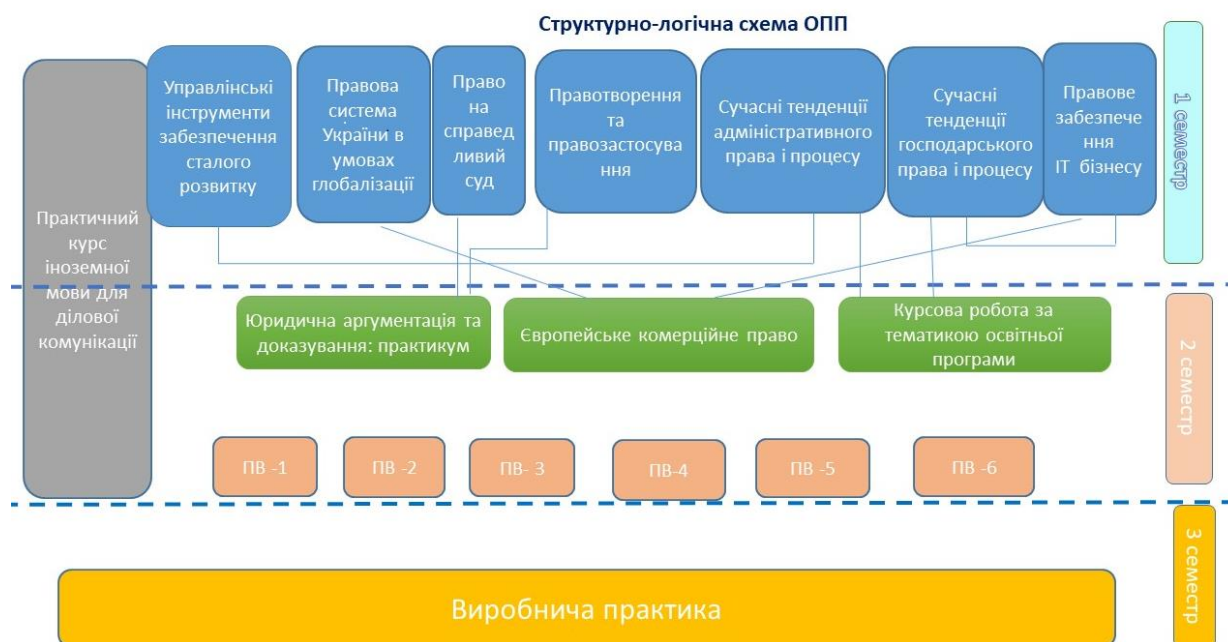 Структурно-логічна схема ОПП
Управлінські
інструменти
забезпечення
сталого
розвитку
Правова
система
України в
умовах
глобалізації
Право
на
справед
ливий
суд
Правотворення
та
правозастосува
ння
Сучасні тенденції
адміністративного
права і процесу
Сучасні
тенденції
господарського
права і процесу
Правове
забезпече
ння
ІТ бізнесу
1 семестр
Практичний
курс
іноземної
мови для
ділової
комунікації
Юридична аргументація та
доказування: практикум
Європейське комерційне право
Курсова робота за
тематикою освітньої
програми
2 семестр
ПВ -1
ПВ -2
ПВ- 3
ПВ-4
ПВ -5
ПВ -6
3 семестр
Виробнича практика